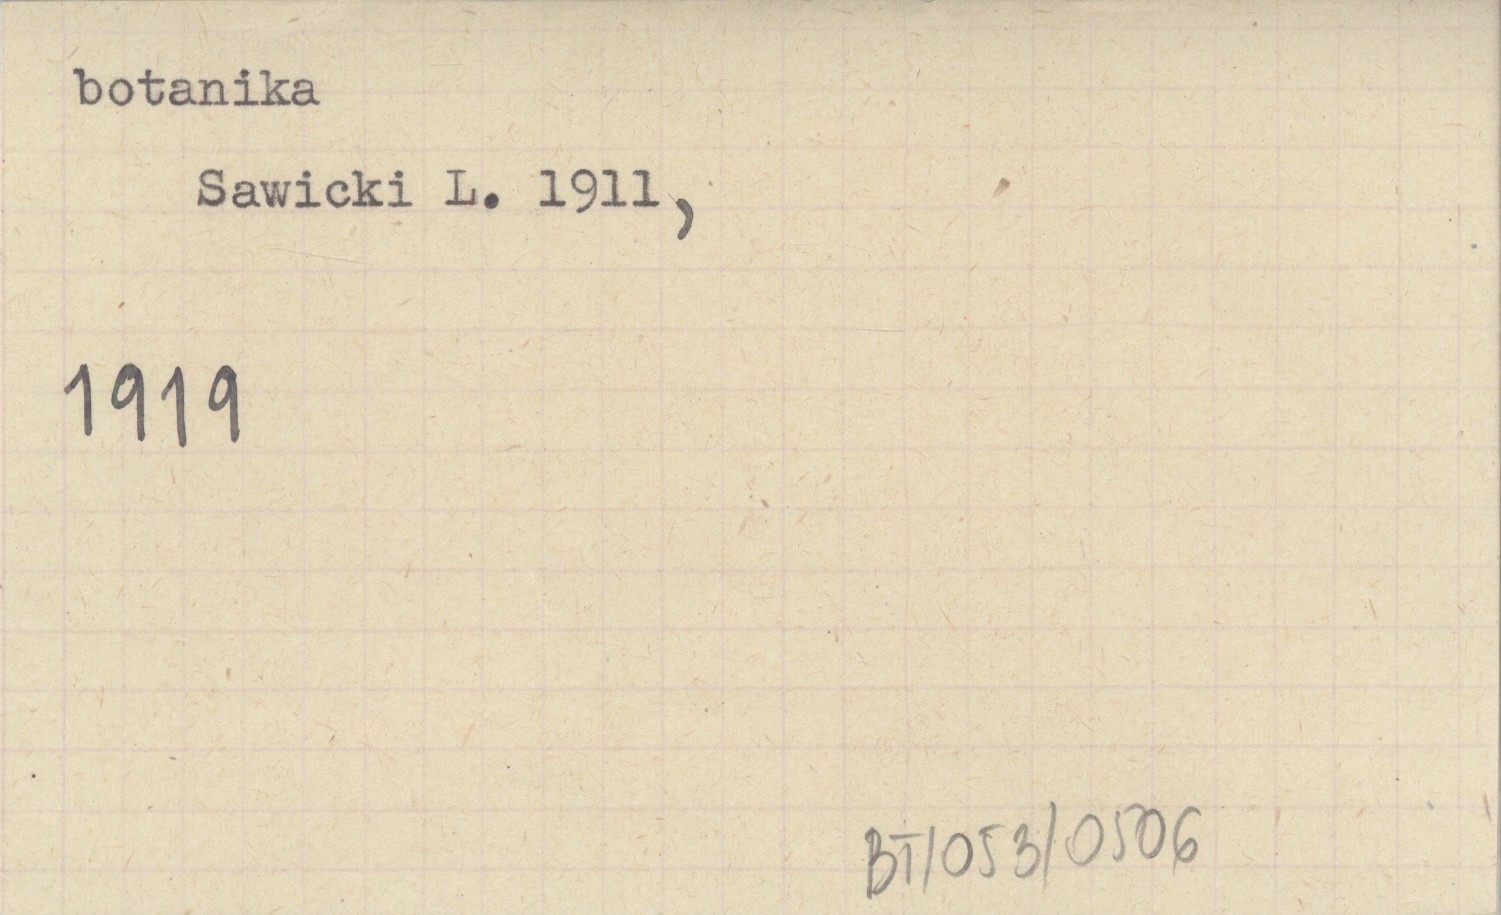 botanika
Sawicki L. 1911,
1919
BT/053/0506